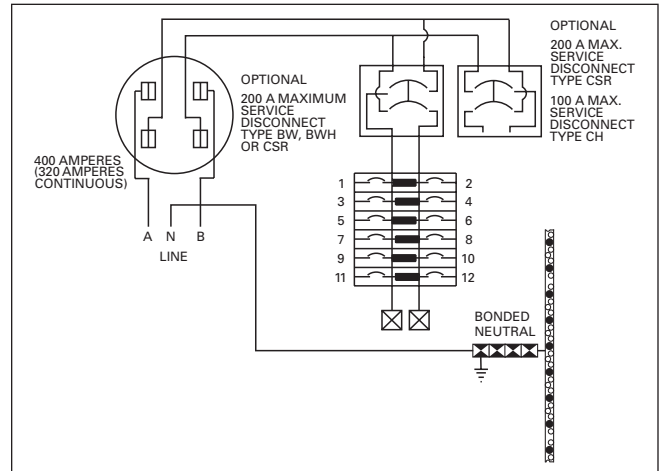 OPTIONAL
200 A MAX.
SERVICE
DISCONNECT
TYPE CSR
100 A MAX.
SERVICE
DISCONNECT
TYPE CH
OPTIONAL
200 A MAXIMUM
SERVICE
DISCONNECT
TYPE BW, BWH
OR CSR
400 AMPERES
(320 AMPERES
CONTINUOUS)
A N B
LINE
1 2
3 4
5 6
7 8
9 10
11 12
BONDED
NEUTRAL